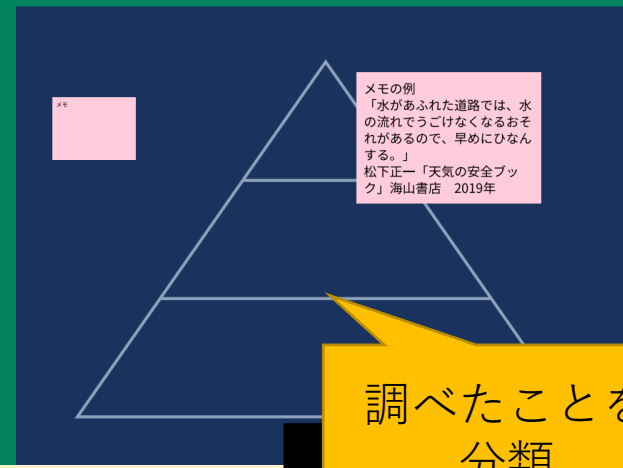 メモ
メモの例
「水があふれた道路では、水
の流れでうごけなくなるおそ
れがあるので、早めにひなん
する。」
松下正一「天気の安全ブッ
ク」海山書店　2019年
調べたことを
分類